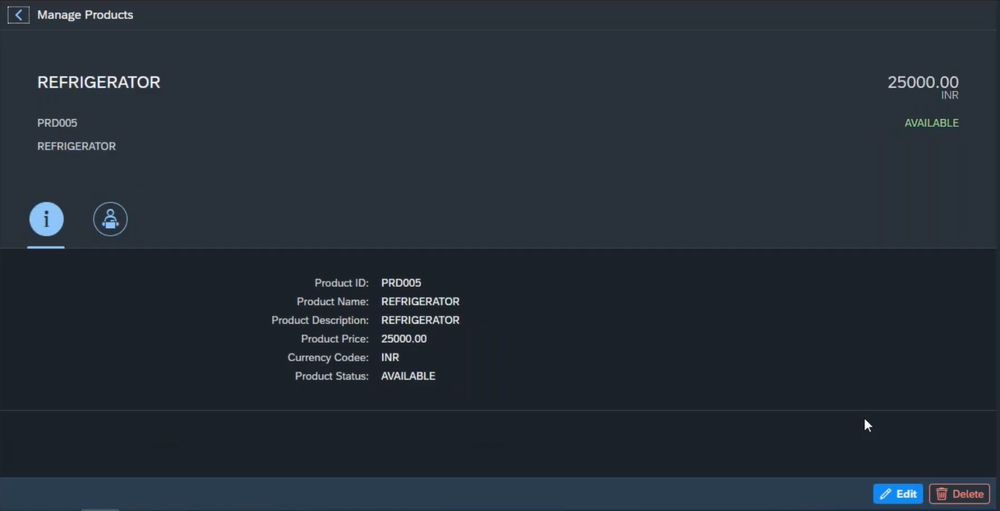 Manage Products
REFRIGERATOR
25000.00
INR
PRD005
AVAILABLE
REFRIGERATOR
i
Product ID: PRD005
Product Name: REFRIGERATOR
Product Description: REFRIGERATOR
Product Price: 25000.00
Currency Codee: INR
Product Status: AVAILABLE
Edit
Delete